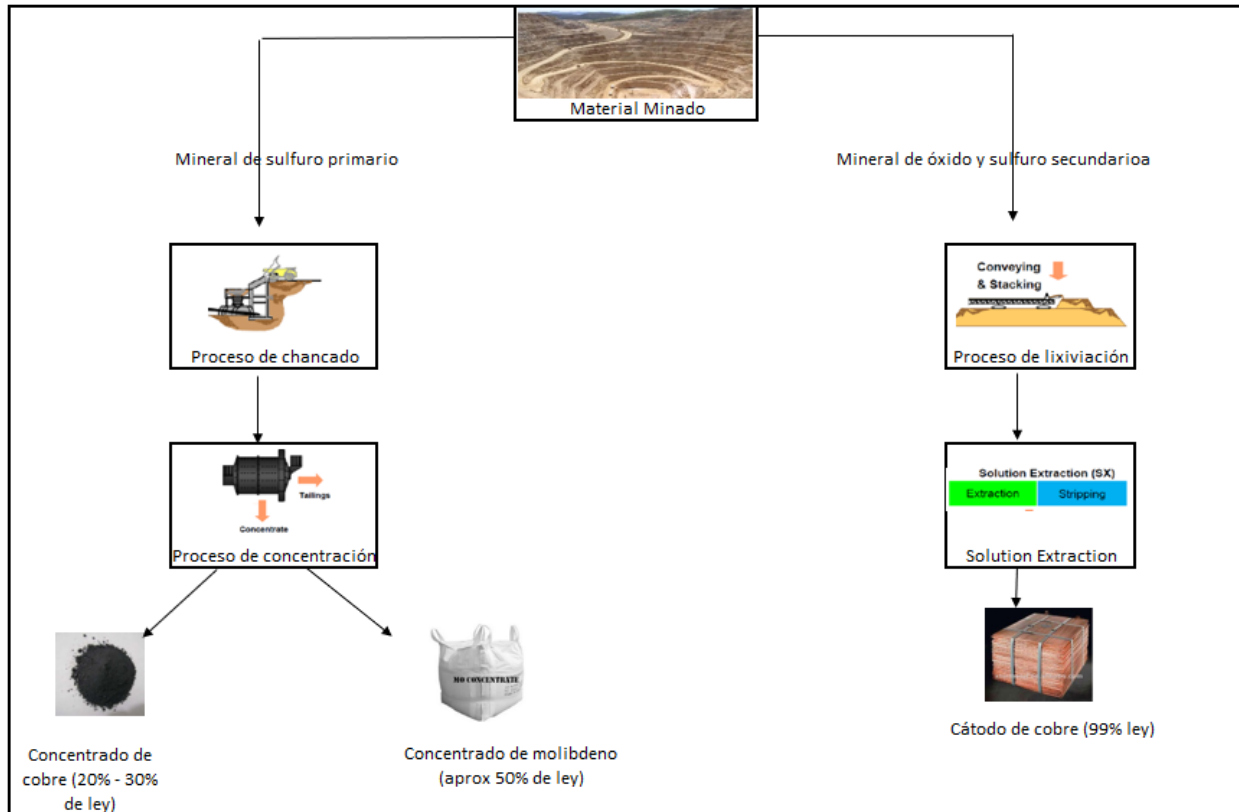 Material Minado
Mineral de sulfuro primario
Mineral de óxido y sulfuro secundarioa
Proceso de chancado
Conveying
& Stacking
Proceso de lixiviación
Tailings
Concentrate
Proceso de concentración
Solution Extraction (SX)
Extraction
Stripping
Solution Extraction
Concentrado de
cobre (20% - 30%
de ley)
MO CONCENTRATE
Concentrado de molibdeno
(aprox 50% de ley)
Cátodo de cobre (99% ley)